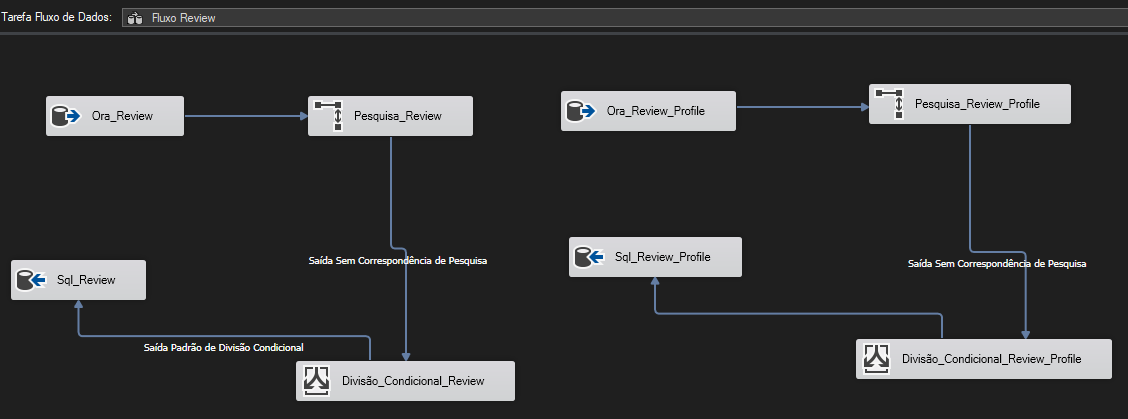 Tarefa Fluxo de Dados:
Fluxo Review
Ora_Review
Pesquisa_Review
Saída Sem Correspondência de Pesquisa
Sql_Review
Saída Padrão de Divisão Condicional
Divisão_Condicional_Review
Ora_Review_Profile
Pesquisa_Review_Profile
Sql_Review_Profile
Saída Sem Correspondência de Pesquisa
Divisão_Condicional_Review_Profile